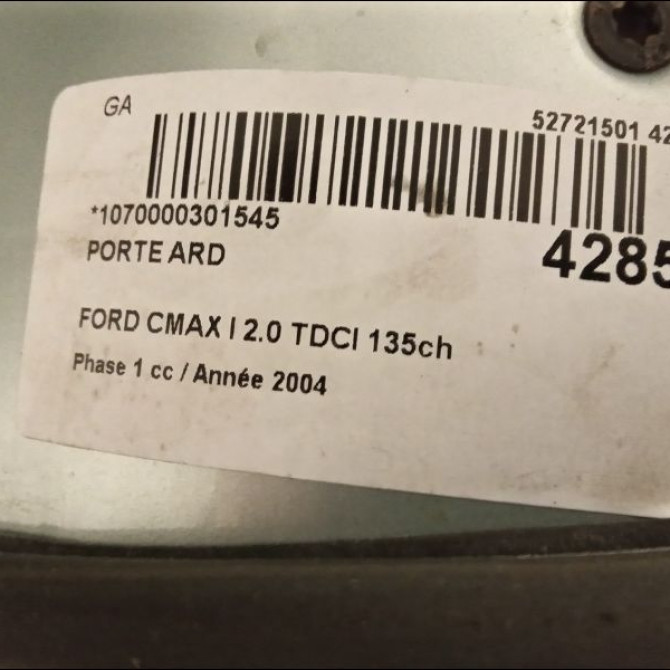 GA
52721501 42
*1070000301545
4285
PORTE ARD
FORD CMAX I 2.0 TDCI 135ch
Phase 1 cc / Année 2004